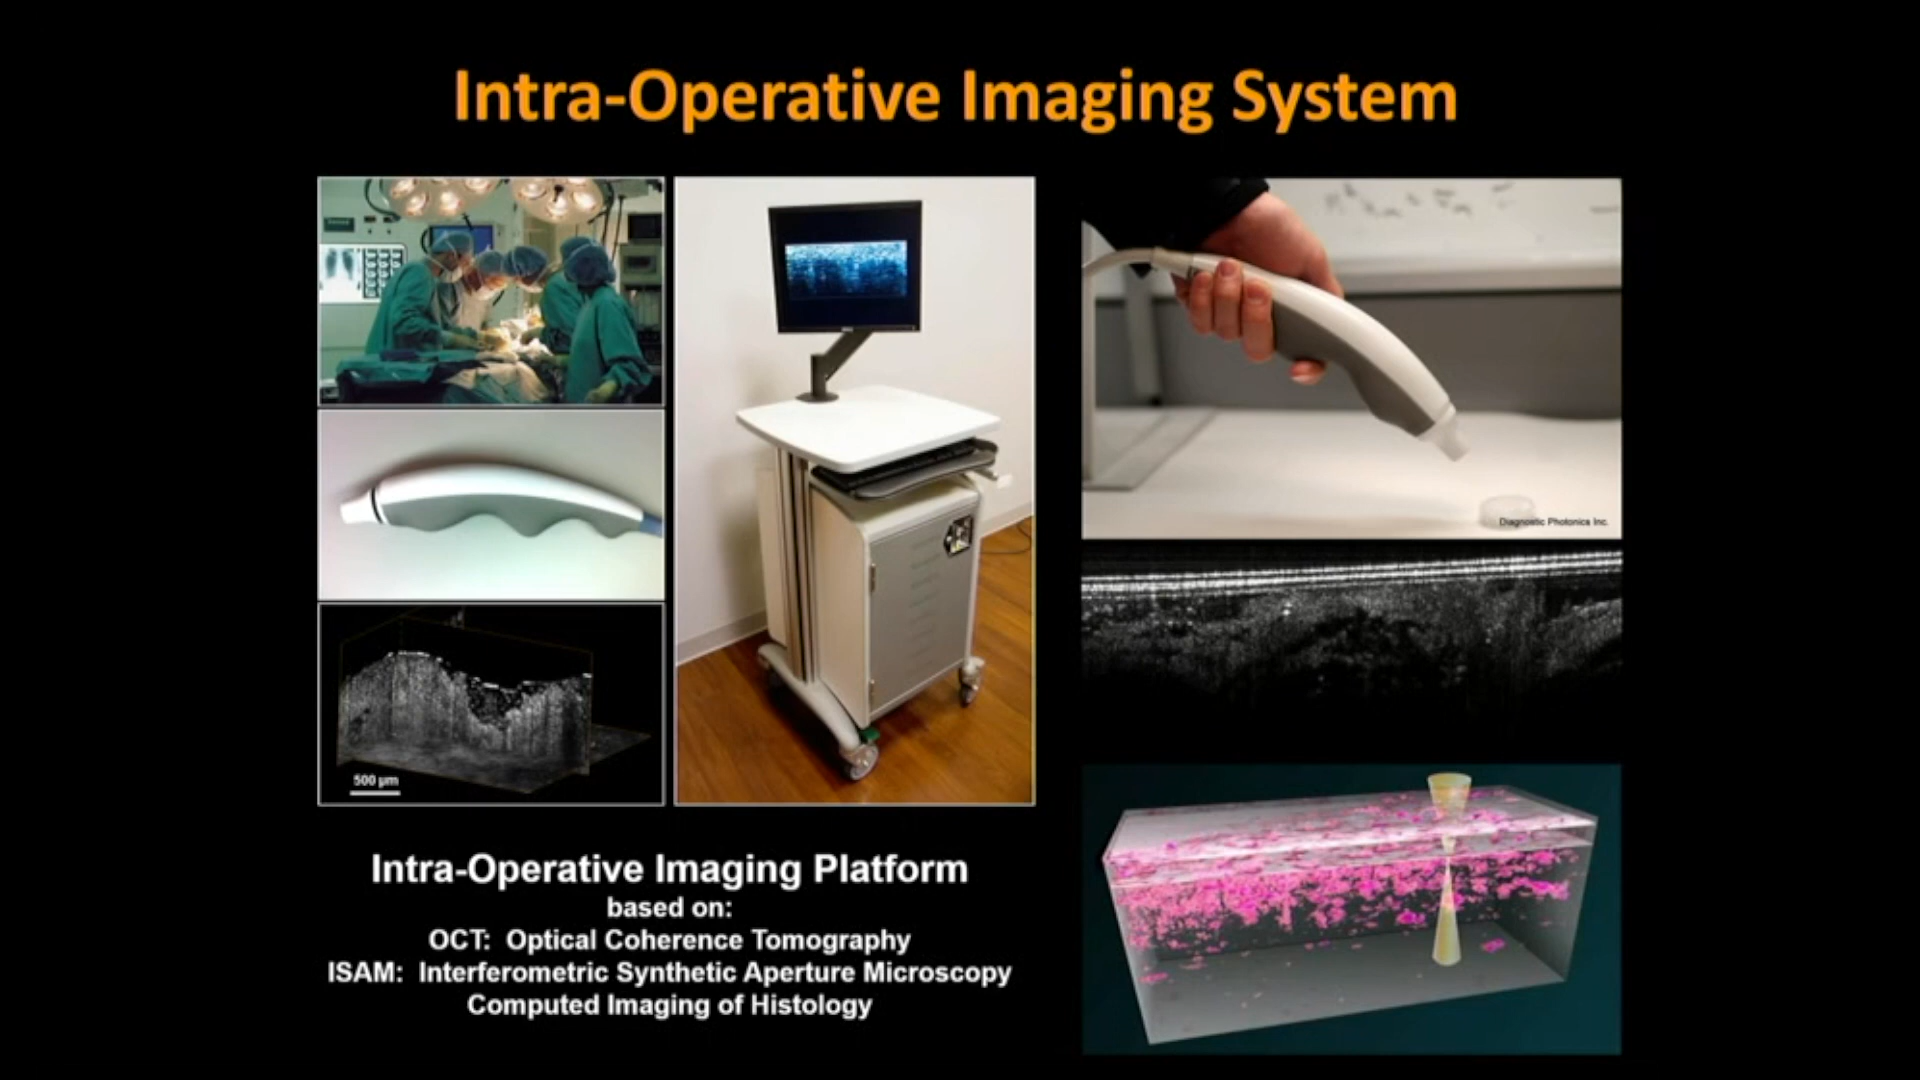 Intra-Operative Imaging System
Diagnostic Photonics Inc.
500 µm
Intra-Operative Imaging Platform
based on:
OCT: Optical Coherence Tomography
ISAM: Interferometric Synthetic Aperture Microscopy
Computed Imaging of Histology